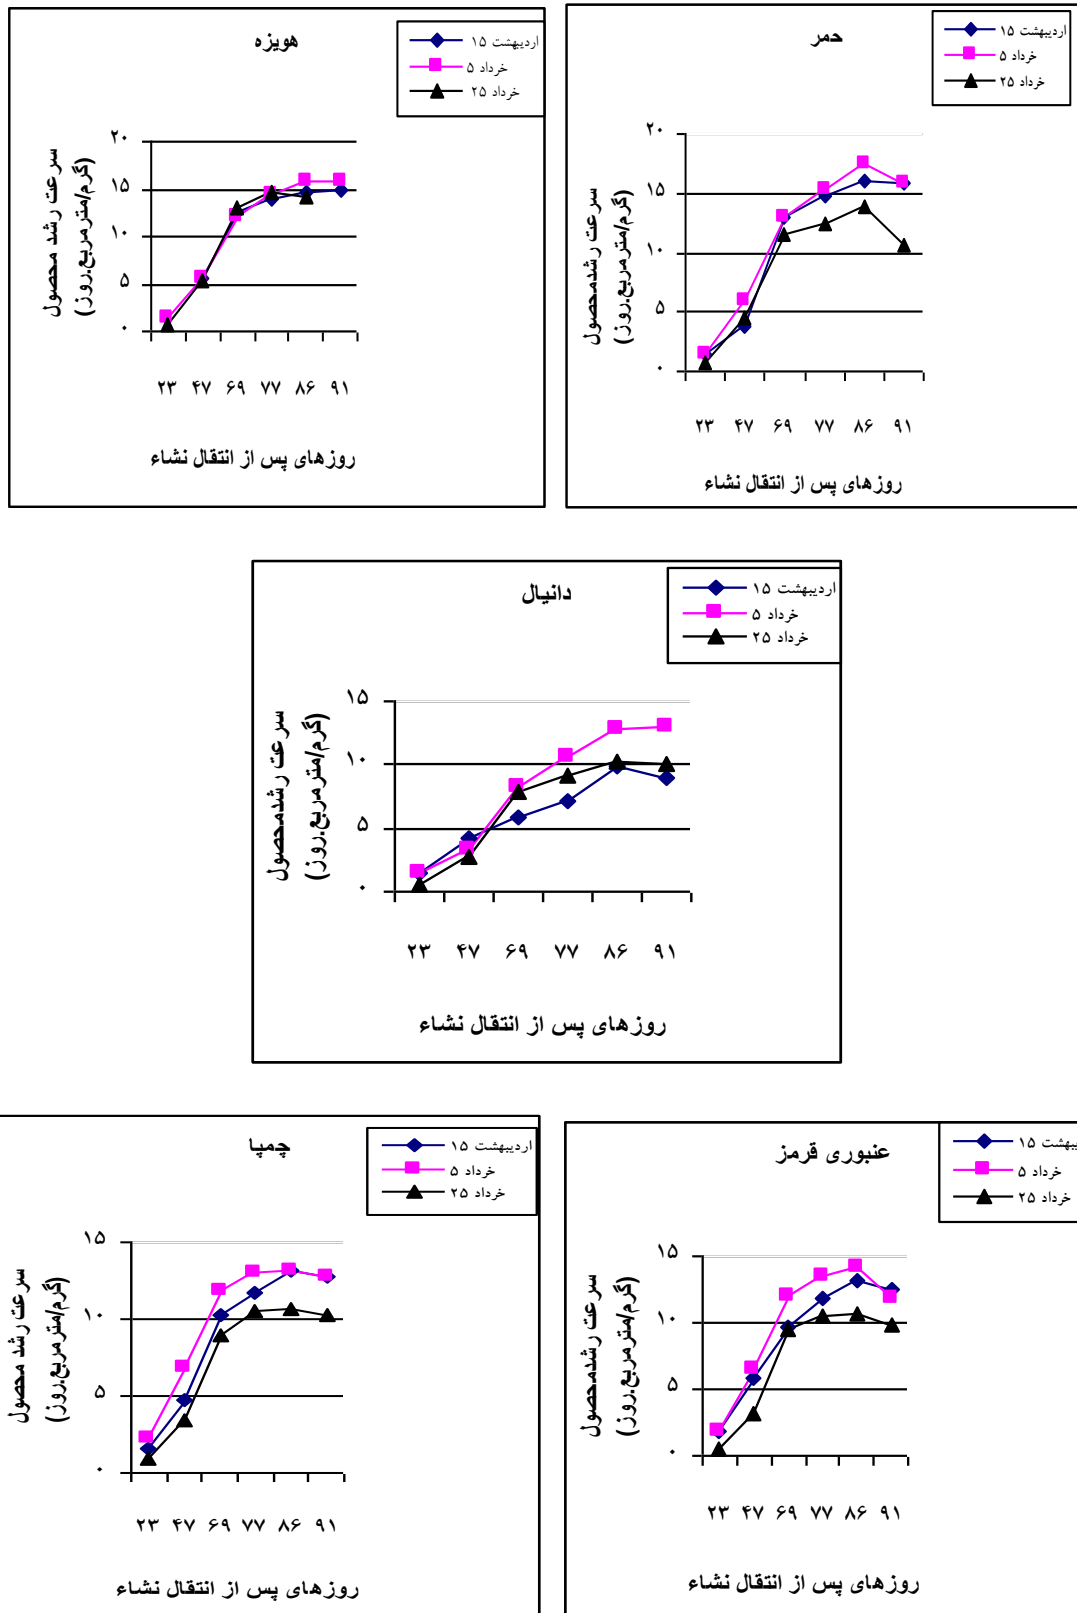 هویزه
۱۵ اردیبهشت
۵ خرداد
۲۵ خرداد
سرعت رشد محصول
(گرم/مترمربع.روز)
۲۰
۱۵
۱۰
۵
۰
۲۳ ۴۷ ۶۹ ۷۷ ۸۶ ۹۱
روزهای پس از انتقال نشاء
حمر
۱۵ اردیبهشت
۵ خرداد
۲۵ خرداد
سرعت رشدمحصول
(گرم/مترمربع.روز)
۲۰
۱۵
۱۰
۵
۰
۲۳ ۴۷ ۶۹ ۷۷ ۸۶ ۹۱
روزهای پس از انتقال نشاء
دانیال
۱۵ اردیبهشت
۵ خرداد
۲۵ خرداد
سرعت رشدمحصول
(گرم/مترمربع.روز)
۱۵
۱۰
۵
۰
۲۳ ۴۷ ۶۹ ۷۷ ۸۶ ۹۱
روزهای پس از انتقال نشاء
چمپا
۱۵ اردیبهشت
۵ خرداد
۲۵ خرداد
سرعت رشد محصول
(گرم/مترمربع.روز)
۱۵
۱۰
۵
۰
۲۳ ۴۷ ۶۹ ۷۷ ۸۶ ۹۱
روزهای پس از انتقال نشاء
عنبوری قرمز
۱۵ یبهشت
۵ خرداد
۲۵ خرداد
سرعت رشدمحصول
(گرم/مترمربع.روز)
۱۵
۱۰
۵
۰
۲۳ ۴۷ ۶۹ ۷۷ ۸۶ ۹۱
روزهای پس از انتقال نشاء